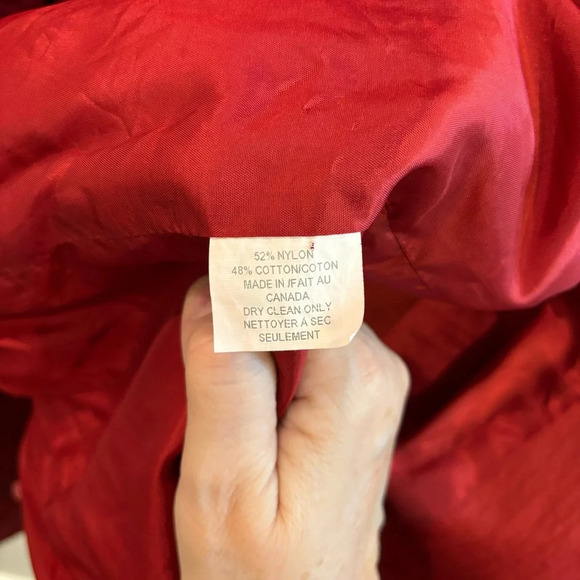 52% NYLON
48% COTTON/COTON
MADE IN /FAIT AU
CANADA
DRY CLEAN ONLY
NETTOYER À SEC
SEULEMENT